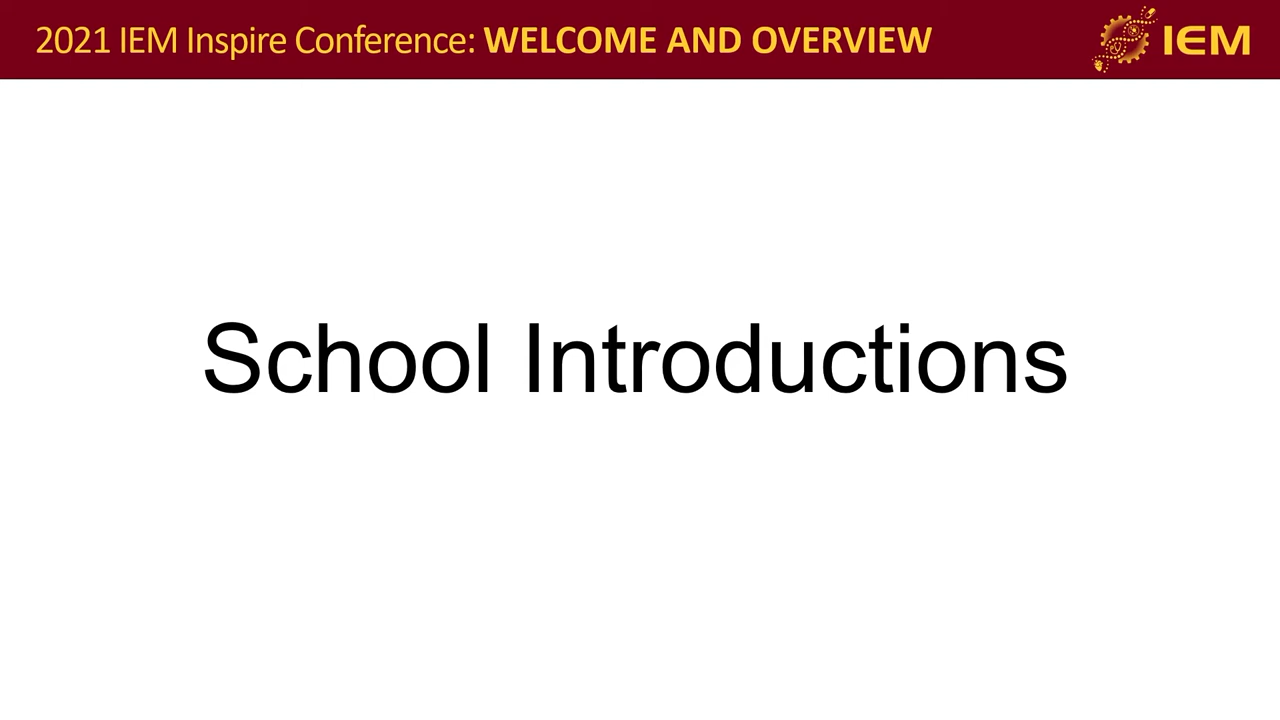 2021 IEM Inspire Conference: WELCOME AND OVERVIEW
IEM
School Introductions